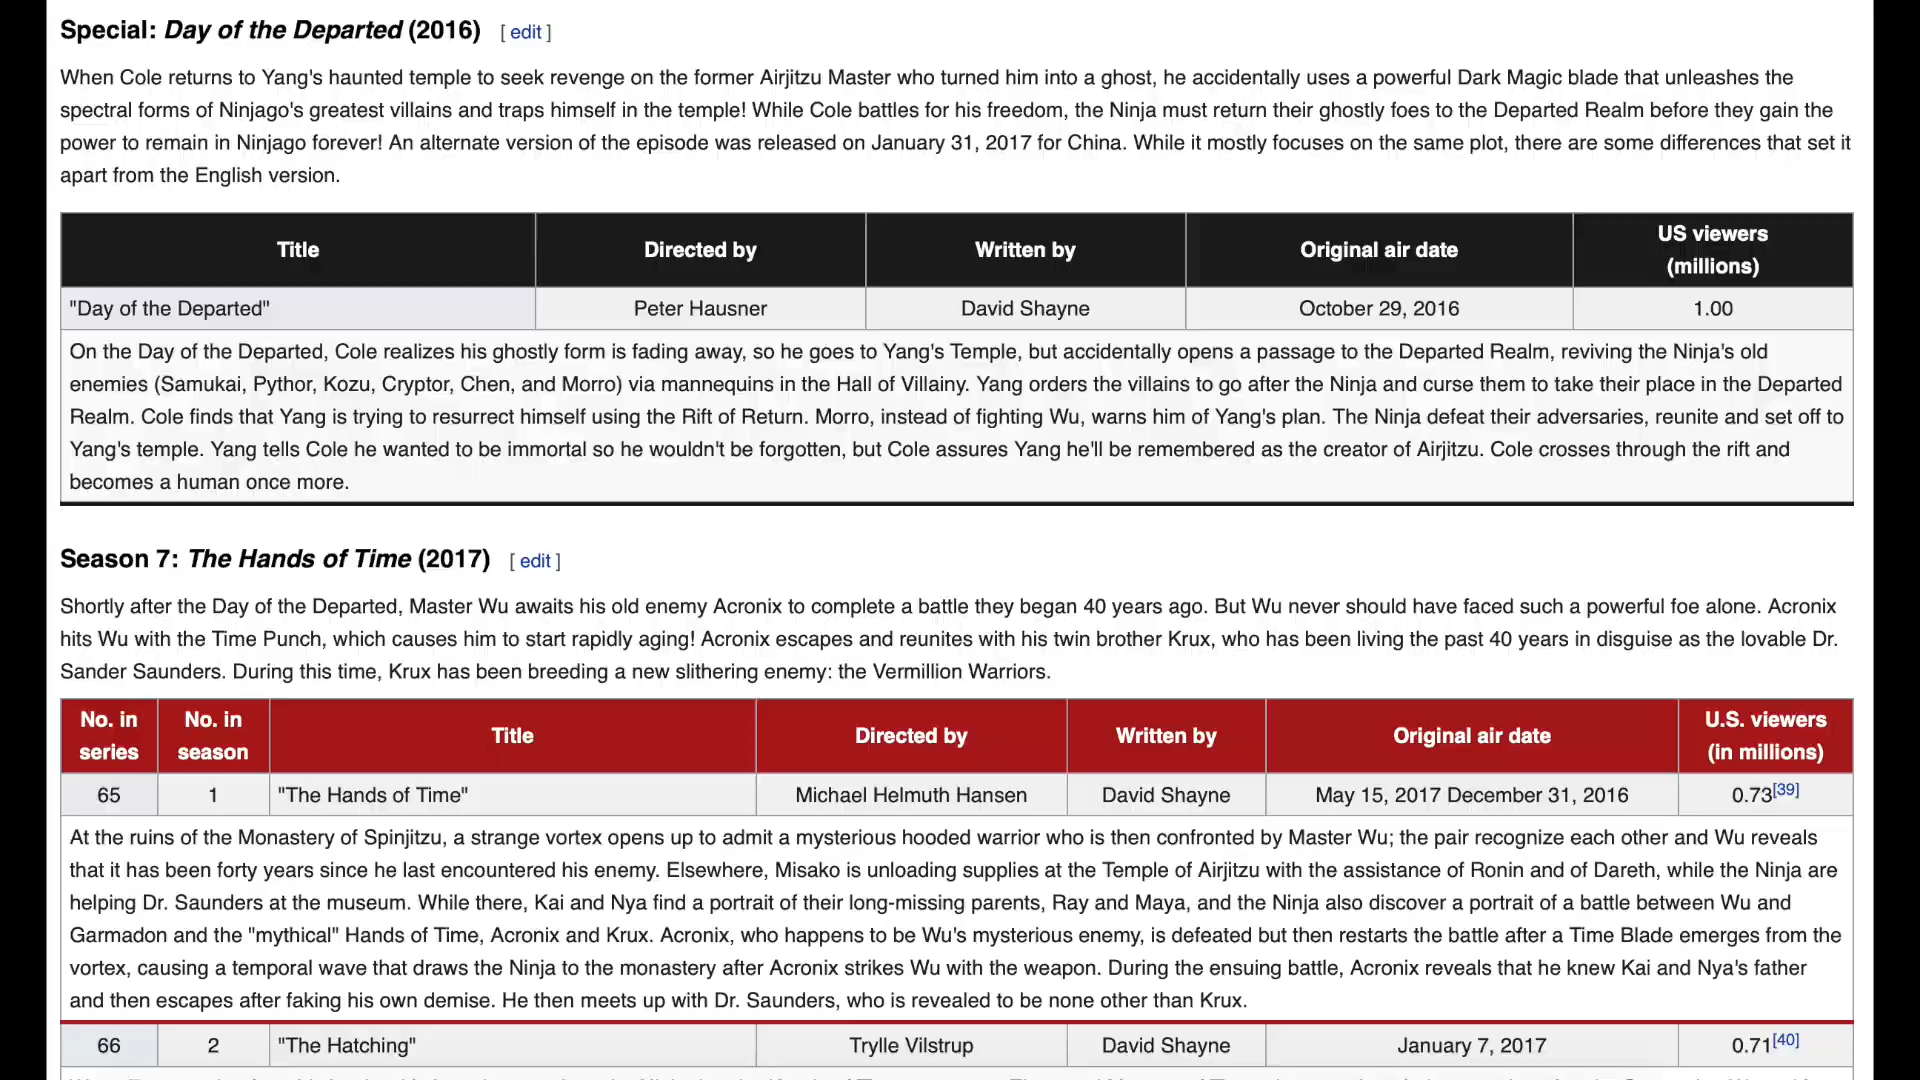 Special: Day of the Departed (2016) [ edit ]
When Cole returns to Yang's haunted temple to seek revenge on the former Airjitzu Master who turned him into a ghost, he accidentally uses a powerful Dark Magic blade that unleashes the
spectral forms of Ninjago's greatest villains and traps himself in the temple! While Cole battles for his freedom, the Ninja must return their ghostly foes to the Departed Realm before they gain the
power to remain in Ninjago forever! An alternate version of the episode was released on January 31, 2017 for China. While it mostly focuses on the same plot, there are some differences that set it
apart from the English version.
Title Directed by Written by Original air date US viewers (millions)
"Day of the Departed" Peter Hausner David Shayne October 29, 2016 1.00
On the Day of the Departed, Cole realizes his ghostly form is fading away, so he goes to Yang's Temple, but accidentally opens a passage to the Departed Realm, reviving the Ninja's old
enemies (Samukai, Pythor, Kozu, Cryptor, Chen, and Morro) via mannequins in the Hall of Villainy. Yang orders the villains to go after the Ninja and curse them to take their place in the Departed
Realm. Cole finds that Yang is trying to resurrect himself using the Rift of Return. Morro, instead of fighting Wu, warns him of Yang's plan. The Ninja defeat their adversaries, reunite and set off to
Yang's temple. Yang tells Cole he wanted to be immortal so he wouldn't be forgotten, but Cole assures Yang he'll be remembered as the creator of Airjitzu. Cole crosses through the rift and
becomes a human once more.
Season 7: The Hands of Time (2017) [ edit ]
Shortly after the Day of the Departed, Master Wu awaits his old enemy Acronix to complete a battle they began 40 years ago. But Wu never should have faced such a powerful foe alone. Acronix
hits Wu with the Time Punch, which causes him to start rapidly aging! Acronix escapes and reunites with his twin brother Krux, who has been living the past 40 years in disguise as the lovable Dr.
Sander Saunders. During this time, Krux has been breeding a new slithering enemy: the Vermillion Warriors.
No. in series No. in season Title Directed by Written by Original air date U.S. viewers (in millions)
65 1 "The Hands of Time" Michael Helmuth Hansen David Shayne May 15, 2017 December 31, 2016 0.73[39]
At the ruins of the Monastery of Spinjitzu, a strange vortex opens up to admit a mysterious hooded warrior who is then confronted by Master Wu; the pair recognize each other and Wu reveals
that it has been forty years since he last encountered his enemy. Elsewhere, Misako is unloading supplies at the Temple of Airjitzu with the assistance of Ronin and of Dareth, while the Ninja are
helping Dr. Saunders at the museum. While there, Kai and Nya find a portrait of their long-missing parents, Ray and Maya, and the Ninja also discover a portrait of a battle between Wu and
Garmadon and the "mythical" Hands of Time, Acronix and Krux. Acronix, who happens to be Wu's mysterious enemy, is defeated but then restarts the battle after a Time Blade emerges from the
vortex, causing a temporal wave that draws the Ninja to the monastery after Acronix strikes Wu with the weapon. During the ensuing battle, Acronix reveals that he knew Kai and Nya's father
and then escapes after faking his own demise. He then meets up with Dr. Saunders, who is revealed to be none other than Krux.
66 2 "The Hatching" Trylle Vilstrup David Shayne January 7, 2017 0.71[40]